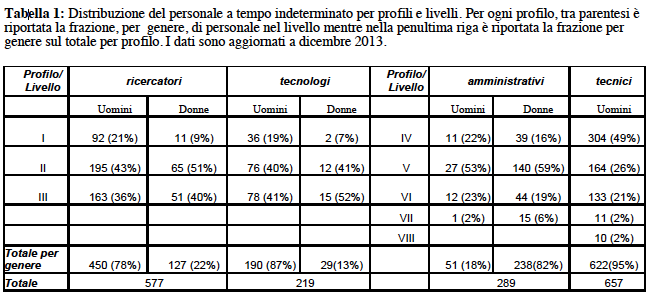 Tabella 1: Distribuzione del personale a tempo indeterminato per profili e livelli. Per ogni profilo, tra parentesi è
riportata la frazione, per genere, di personale nel livello mentre nella penultima riga è riportata la frazione per
genere sul totale per profilo. I dati sono aggiornati a dicembre 2013.
Profilo/ Livello ricercatori tecnologi Profilo/ Livello amministrativi tecnici
Uomini Donne Uomini Donne Uomini Donne Uomini
I 92 (21%) 11 (9%) 36 (19%) 2 (7%) IV 11 (22%) 39 (16%) 304 (49%)
II 195 (43%) 65 (51%) 76 (40%) 12 (41%) V 27 (53%) 140 (59%) 164 (26%)
III 163 (36%) 51 (40%) 78 (41%) 15 (52%) VI 12 (23%) 44 (19%) 133 (21%)
VII 1 (2%) 15 (6%) 11 (2%)
VIII 10 (2%)
Totale per genere 450 (78%) 127 (22%) 190 (87%) 29(13%) 51 (18%) 238(82%) 622(95%)
Totale 577 219 289 657